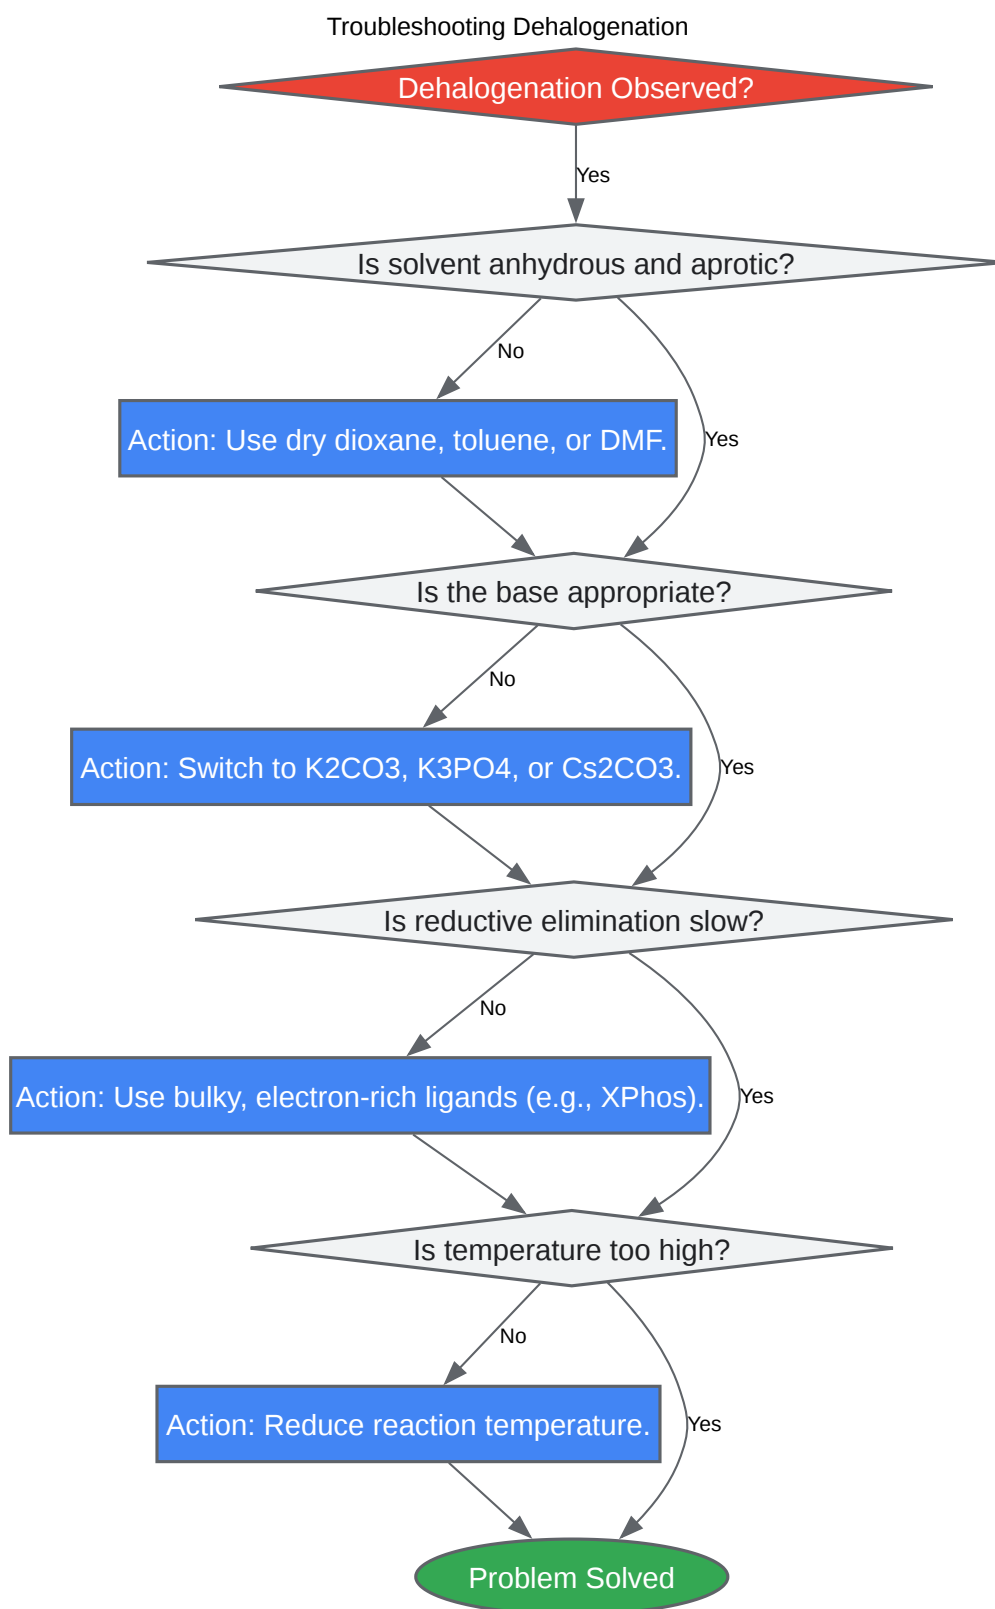 Troubleshooting Dehalogenation
Dehalogenation Observed?
Yes
Is solvent anhydrous and aprotic?
No
Action: Use dry dioxane, toluene, or DMF.
Yes
Is the base appropriate?
No
Action: Switch to K2CO3, K3PO4, or Cs2CO3.
Yes
Is reductive elimination slow?
No
Action: Use bulky, electron-rich ligands (e.g., XPhos).
Yes
Is temperature too high?
No
Action: Reduce reaction temperature.
Yes
Problem Solved